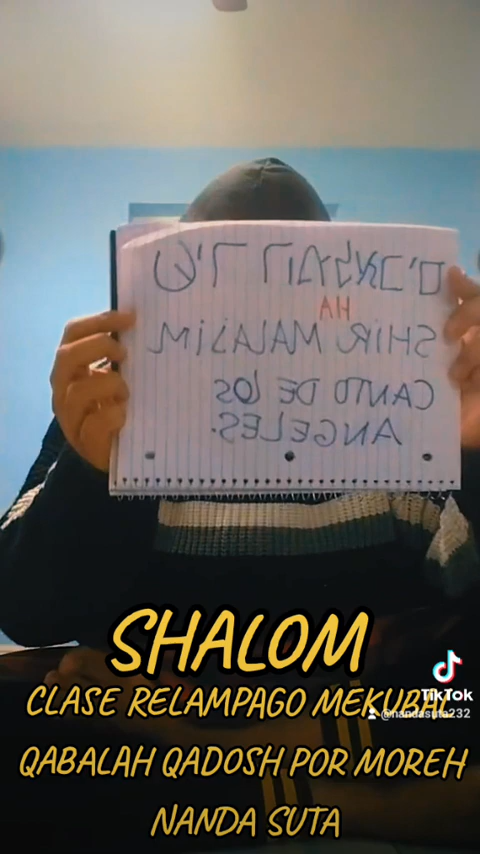 שיר המלאכים
HA
SHIR MALAJIM
CANTO DE LOS
ANGELES.
SHALOM
CLASE RELAMPAGO MEKUBAL
QABALAH QADOSH POR MOREH
NANDA SUTA
TikTok
@nandasuta232